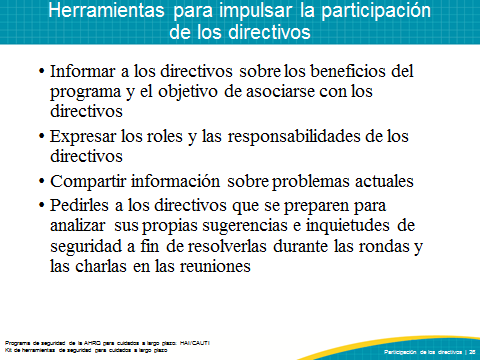 Herramientas para impulsar la participación
de los directivos
• Informar a los directivos sobre los beneficios del
programa y el objetivo de asociarse con los
directivos
• Expresar los roles y las responsabilidades de los
directivos
• Compartir información sobre problemas actuales
• Pedirles a los directivos que se preparen para
analizar sus propias sugerencias e inquietudes de
seguridad a fin de resolverlas durante las rondas y
las charlas en las reuniones
Programa de seguridad de la AHRQ para cuidados a largo plazo: HAI/CAUTI
Kit de herramientas de seguridad para cuidados a largo plazo
Participación de los directivos | 26